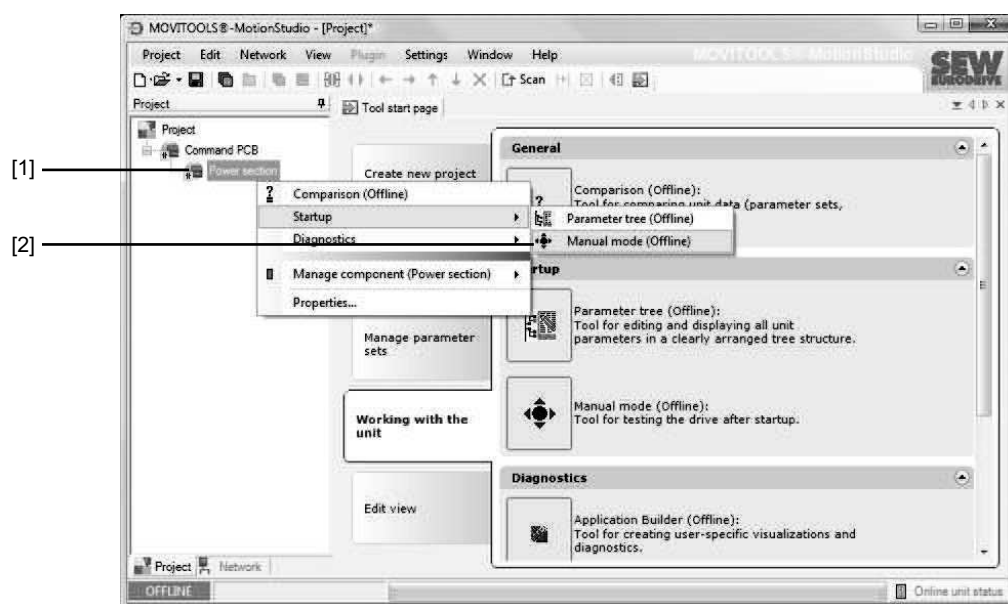 MOVITOOLS®-MotionStudio - [Project]*
Project Edit Network View Plugin Settings Window Help
MOVITOOLS® MotionStudio
SEW
EURODRIVE
Scan
Project
Tool start page
Project
Command PCB
[1]
Power section
Create new project
General
Comparison (Offline):
Tool for comparing unit data (parameter sets,
Comparison (Offline)
Startup
Parameter tree (Offline)
[2]
Diagnostics
Manual mode (Offline)
Manage component (Power section)
Properties...
Manage parameter
sets
Parameter tree (Offline):
Tool for editing and displaying all unit
parameters in a clearly arranged tree structure.
Working with the
unit
Manual mode (Offline):
Tool for testing the drive after startup.
Diagnostics
Edit view
Application Builder (Offline):
Tool for creating user-specific visualizations and
diagnostics.
Project Network
OFFLINE
Online unit status